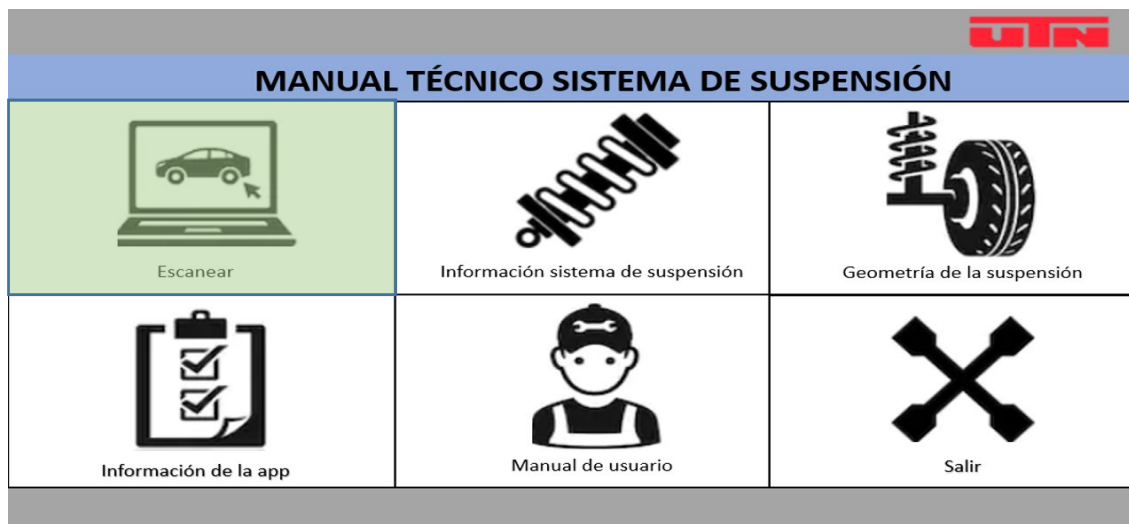 UTN
MANUAL TÉCNICO SISTEMA DE SUSPENSIÓN
Escanear
Información sistema de suspensión
Geometría de la suspensión
Información de la app
Manual de usuario
Salir